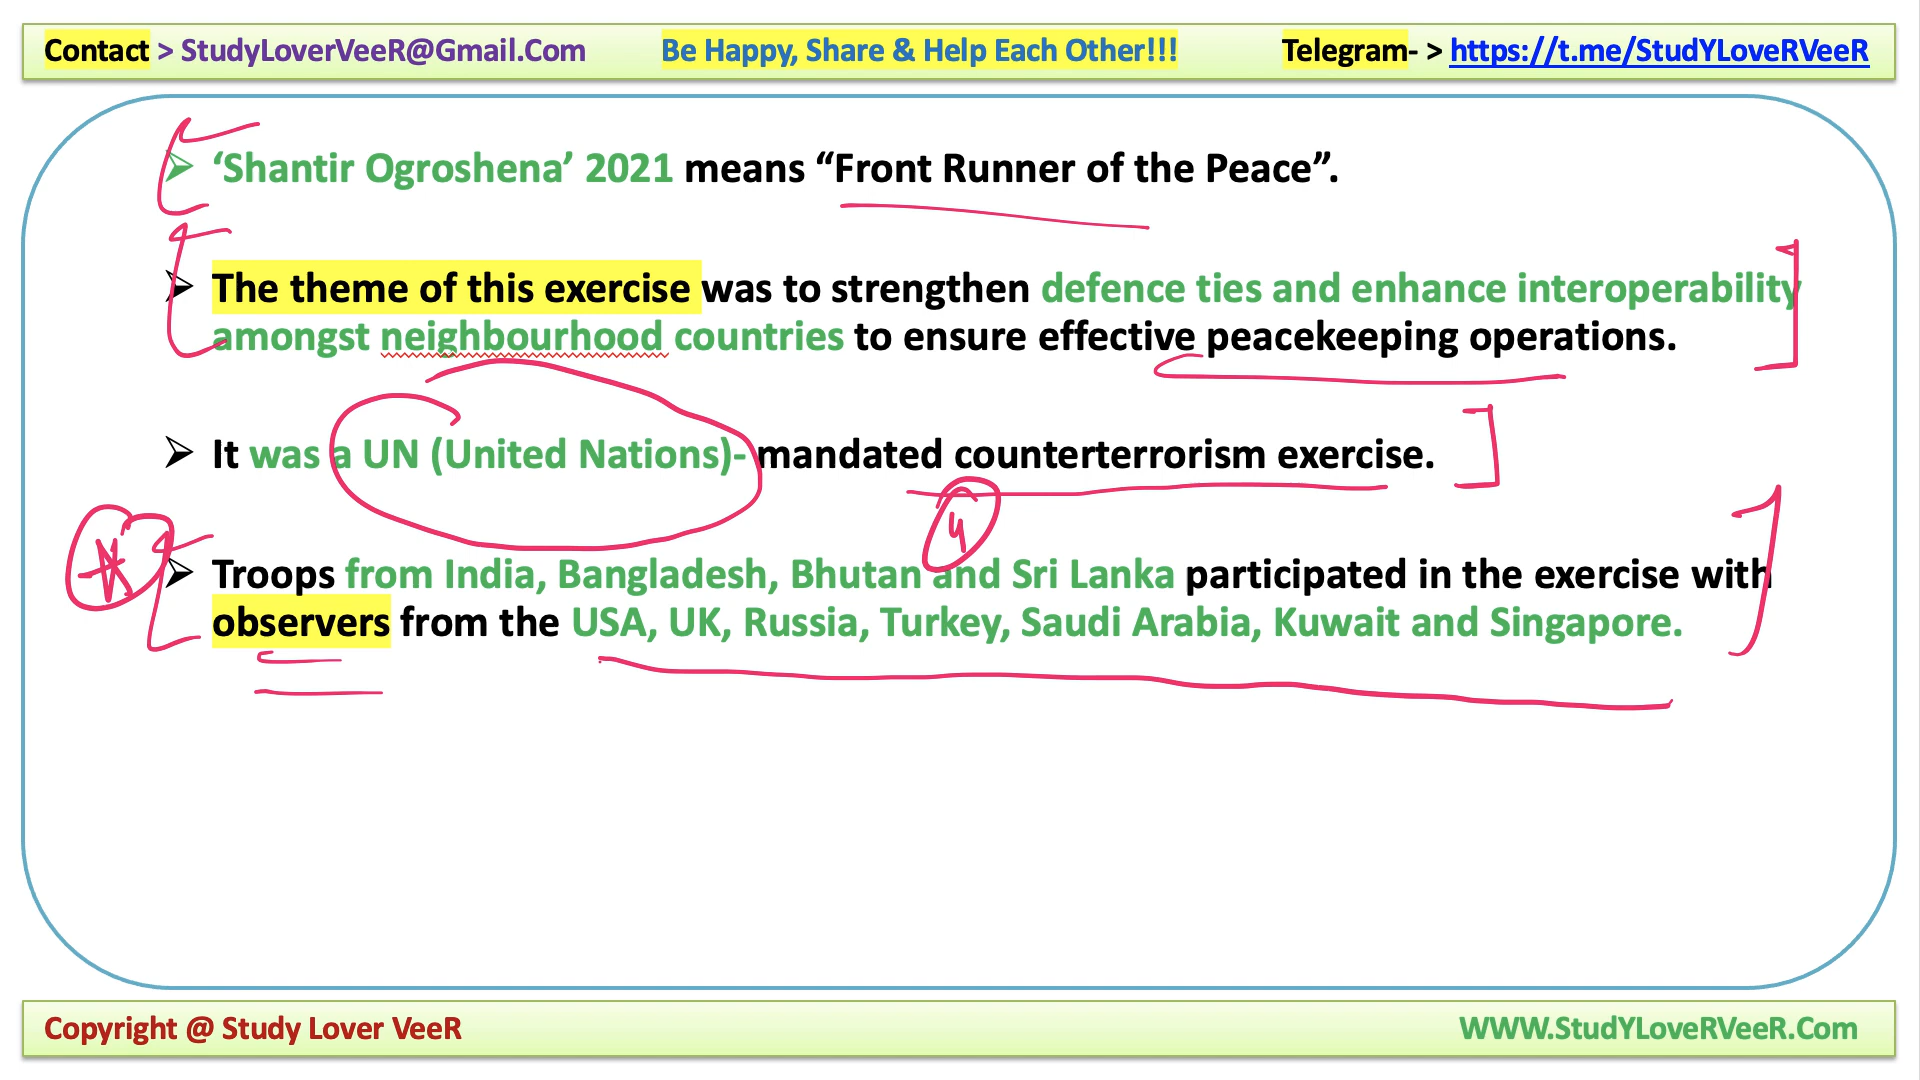 Contact > StudyLoverVeeR@Gmail.Com Be Happy, Share & Help Each Other!!! Telegram- > https://t.me/StudYLoveRVeeR
➢ ‘Shantir Ogroshena’ 2021 means “Front Runner of the Peace”.
➢ The theme of this exercise was to strengthen defence ties and enhance interoperability
amongst neighbourhood countries to ensure effective peacekeeping operations.
➢ It was a UN (United Nations)- mandated counterterrorism exercise.
4
➢ Troops from India, Bangladesh, Bhutan and Sri Lanka participated in the exercise with
observers from the USA, UK, Russia, Turkey, Saudi Arabia, Kuwait and Singapore.
Copyright @ Study Lover VeeR WWW.StudYLoveRVeeR.Com